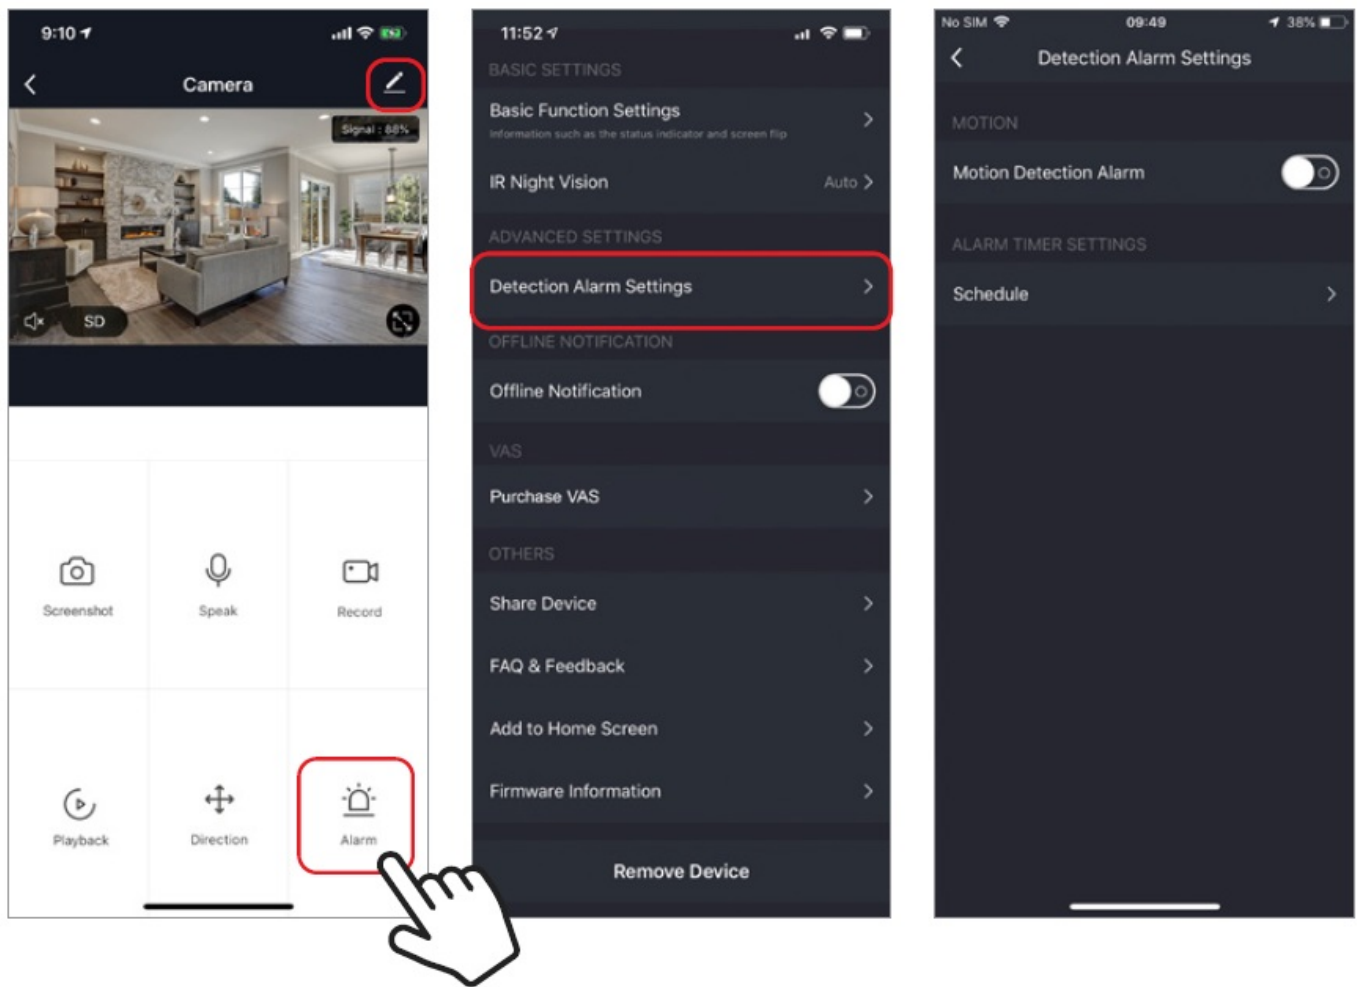 9:10
Camera
Signal : 88%
SD
Screenshot
Speak
Record
Playback
Direction
Alarm
11:52
BASIC SETTINGS
Basic Function Settings
Information such as the status indicator and screen flip
IR Night Vision
Auto
ADVANCED SETTINGS
Detection Alarm Settings
OFFLINE NOTIFICATION
Offline Notification
VAS
Purchase VAS
OTHERS
Share Device
FAQ & Feedback
Add to Home Screen
Firmware Information
Remove Device
No SIM
09:49
38%
Detection Alarm Settings
MOTION
Motion Detection Alarm
ALARM TIMER SETTINGS
Schedule